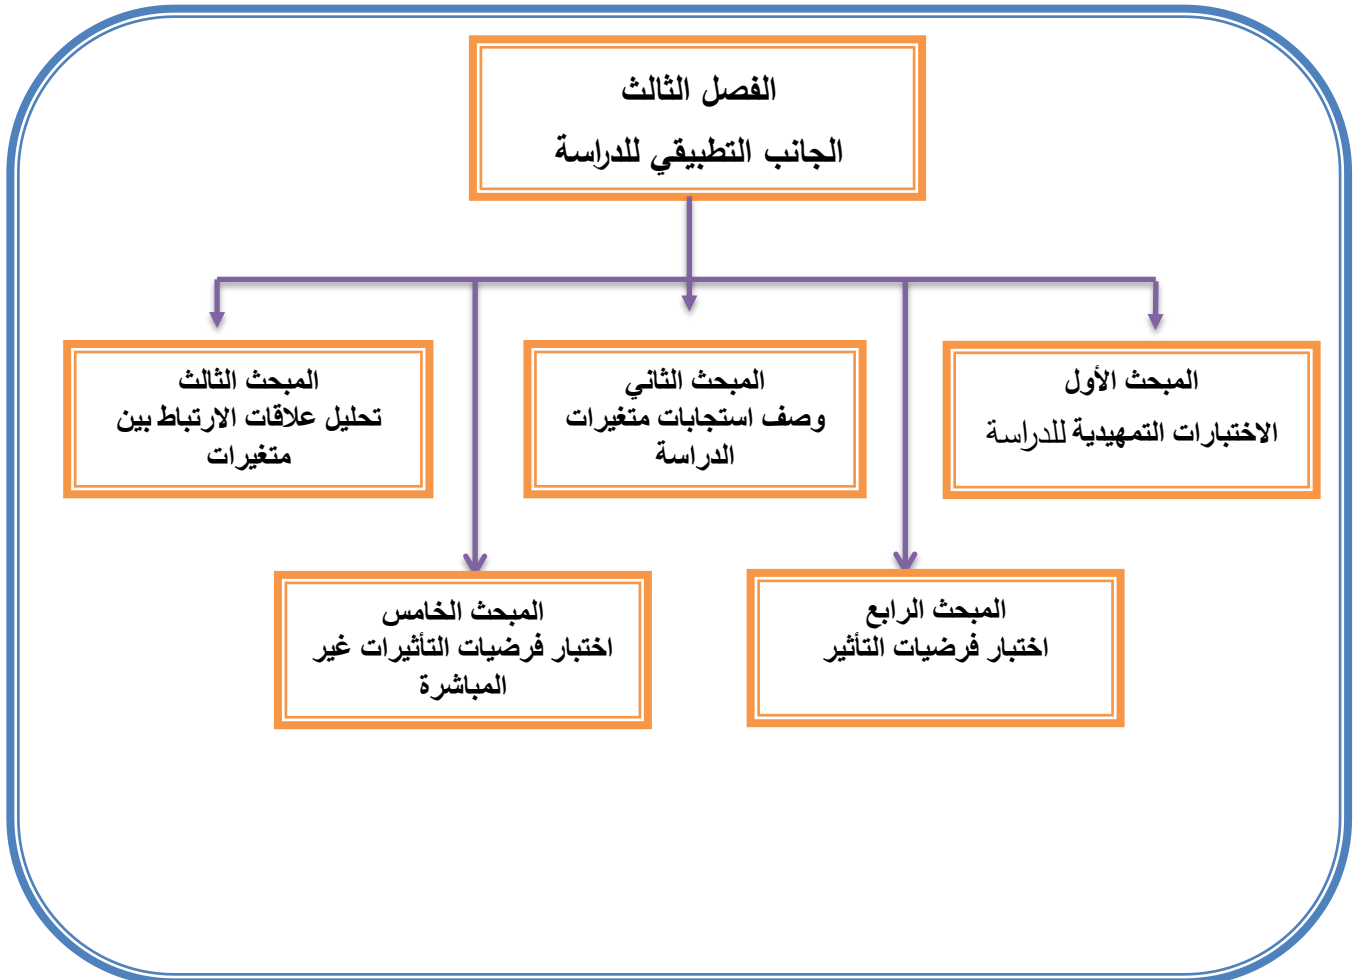 الفصل الثالث
الجانب التطبيقي للدراسة
المبحث الأول
الاختبارات التمهيدية للدراسة
المبحث الثاني
وصف استجابات متغيرات
الدراسة
المبحث الثالث
تحليل علاقات الارتباط بين
متغيرات
المبحث الرابع
اختبار فرضيات التأثير
المبحث الخامس
اختبار فرضيات التأثيرات غير
المباشرة